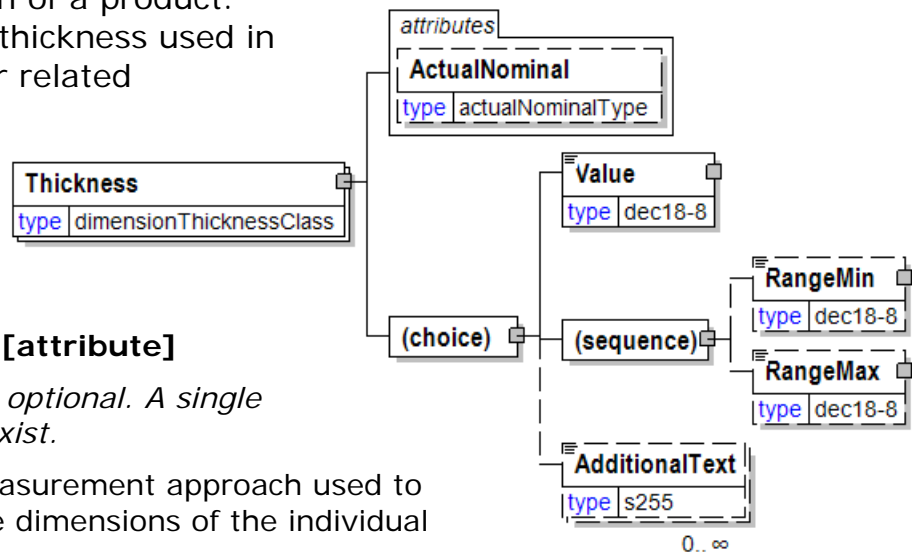 n of a product.
thickness used in
r related
attributes
ActualNominal
type actualNominalType
Thickness
type dimensionThicknessClass
Value
type dec18-8
RangeMin
type dec18-8
(choice)
(sequence)
RangeMax
type dec18-8
[attribute]
optional. A single
xist.
AdditionalText
type s255
0..∞
asurement approach used to
e dimensions of the individual